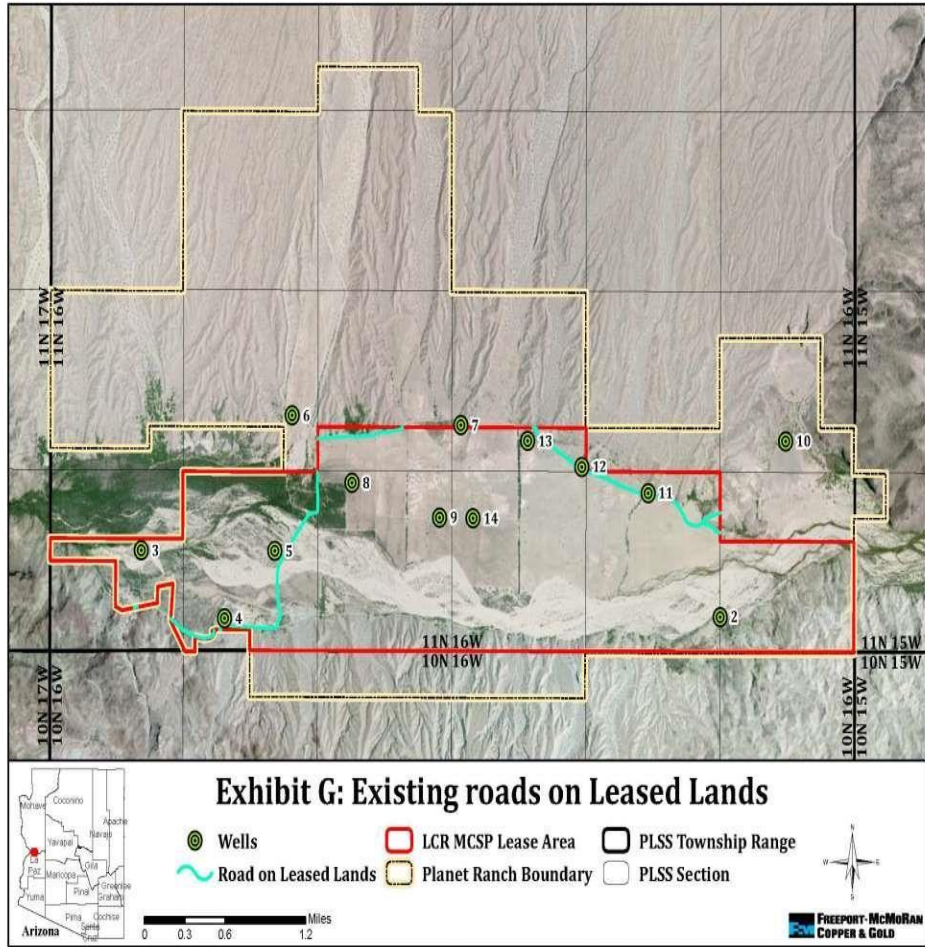 11N 17W
11N 16W
11N 16W
11N 15W
6
7
13
10
12
8
11
9
14
3
5
4
2
11N 16W
10N 16W
11N 15W
10N 15W
10N 17W
10N 16W
10N 16W
10N 15W
Exhibit G: Existing roads on Leased Lands
Wells
LCR MCSP Lease Area
PLSS Township Range
Road on Leased Lands
Planet Ranch Boundary
PLSS Section
Mohave
Coconino
Apache
Navajo
Yavapai
La
Paz
Gila
Maricopa
Greenlee
Graham
Pinal
Yuma
Pima
Cochise
Santa
Cruz
Arizona
Miles
0 0.3 0.6 1.2
N
W
E
S
FREEPORT-MCMORAN
COPPER & GOLD